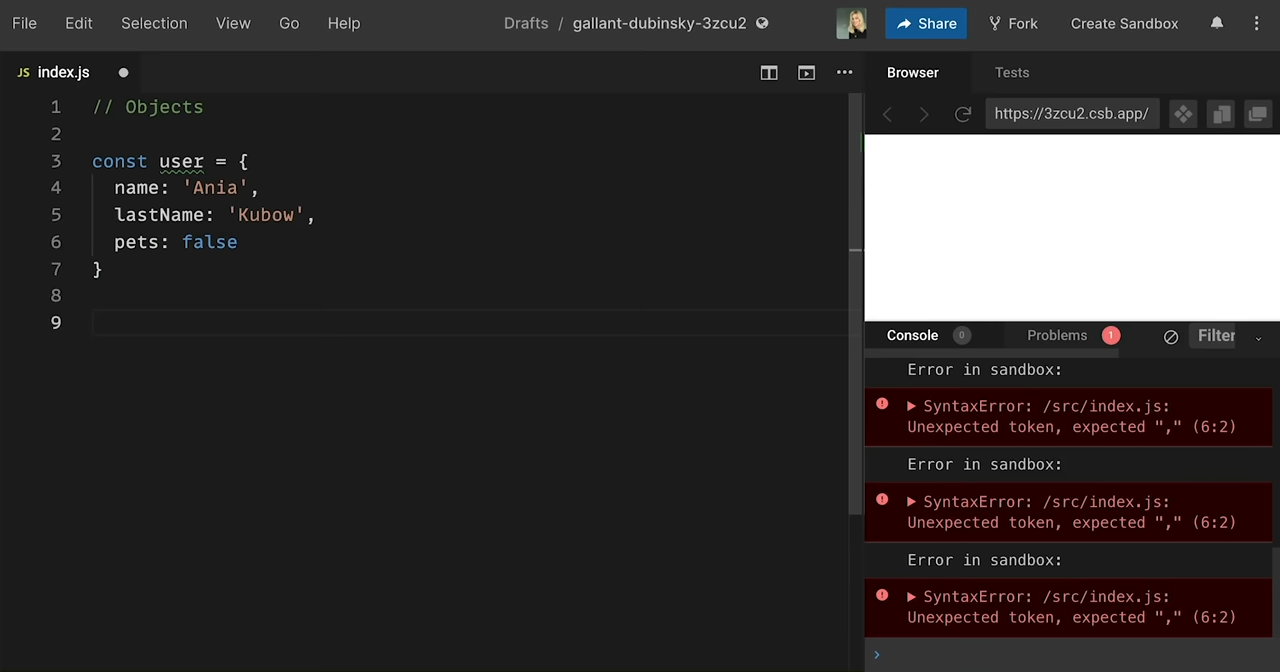 File Edit Selection View Go Help Drafts / gallant-dubinsky-3zcu2 Share Fork Create Sandbox
JS index.js
Browser Tests
https://3zcu2.csb.app/
1 // Objects
2
3 const user = {
4 name: 'Ania',
5 lastName: 'Kubow',
6 pets: false
7 }
8
9
Console 0 Problems 1 Filter
Error in sandbox:
SyntaxError: /src/index.js:
Unexpected token, expected "," (6:2)
Error in sandbox:
SyntaxError: /src/index.js:
Unexpected token, expected "," (6:2)
Error in sandbox:
SyntaxError: /src/index.js:
Unexpected token, expected "," (6:2)